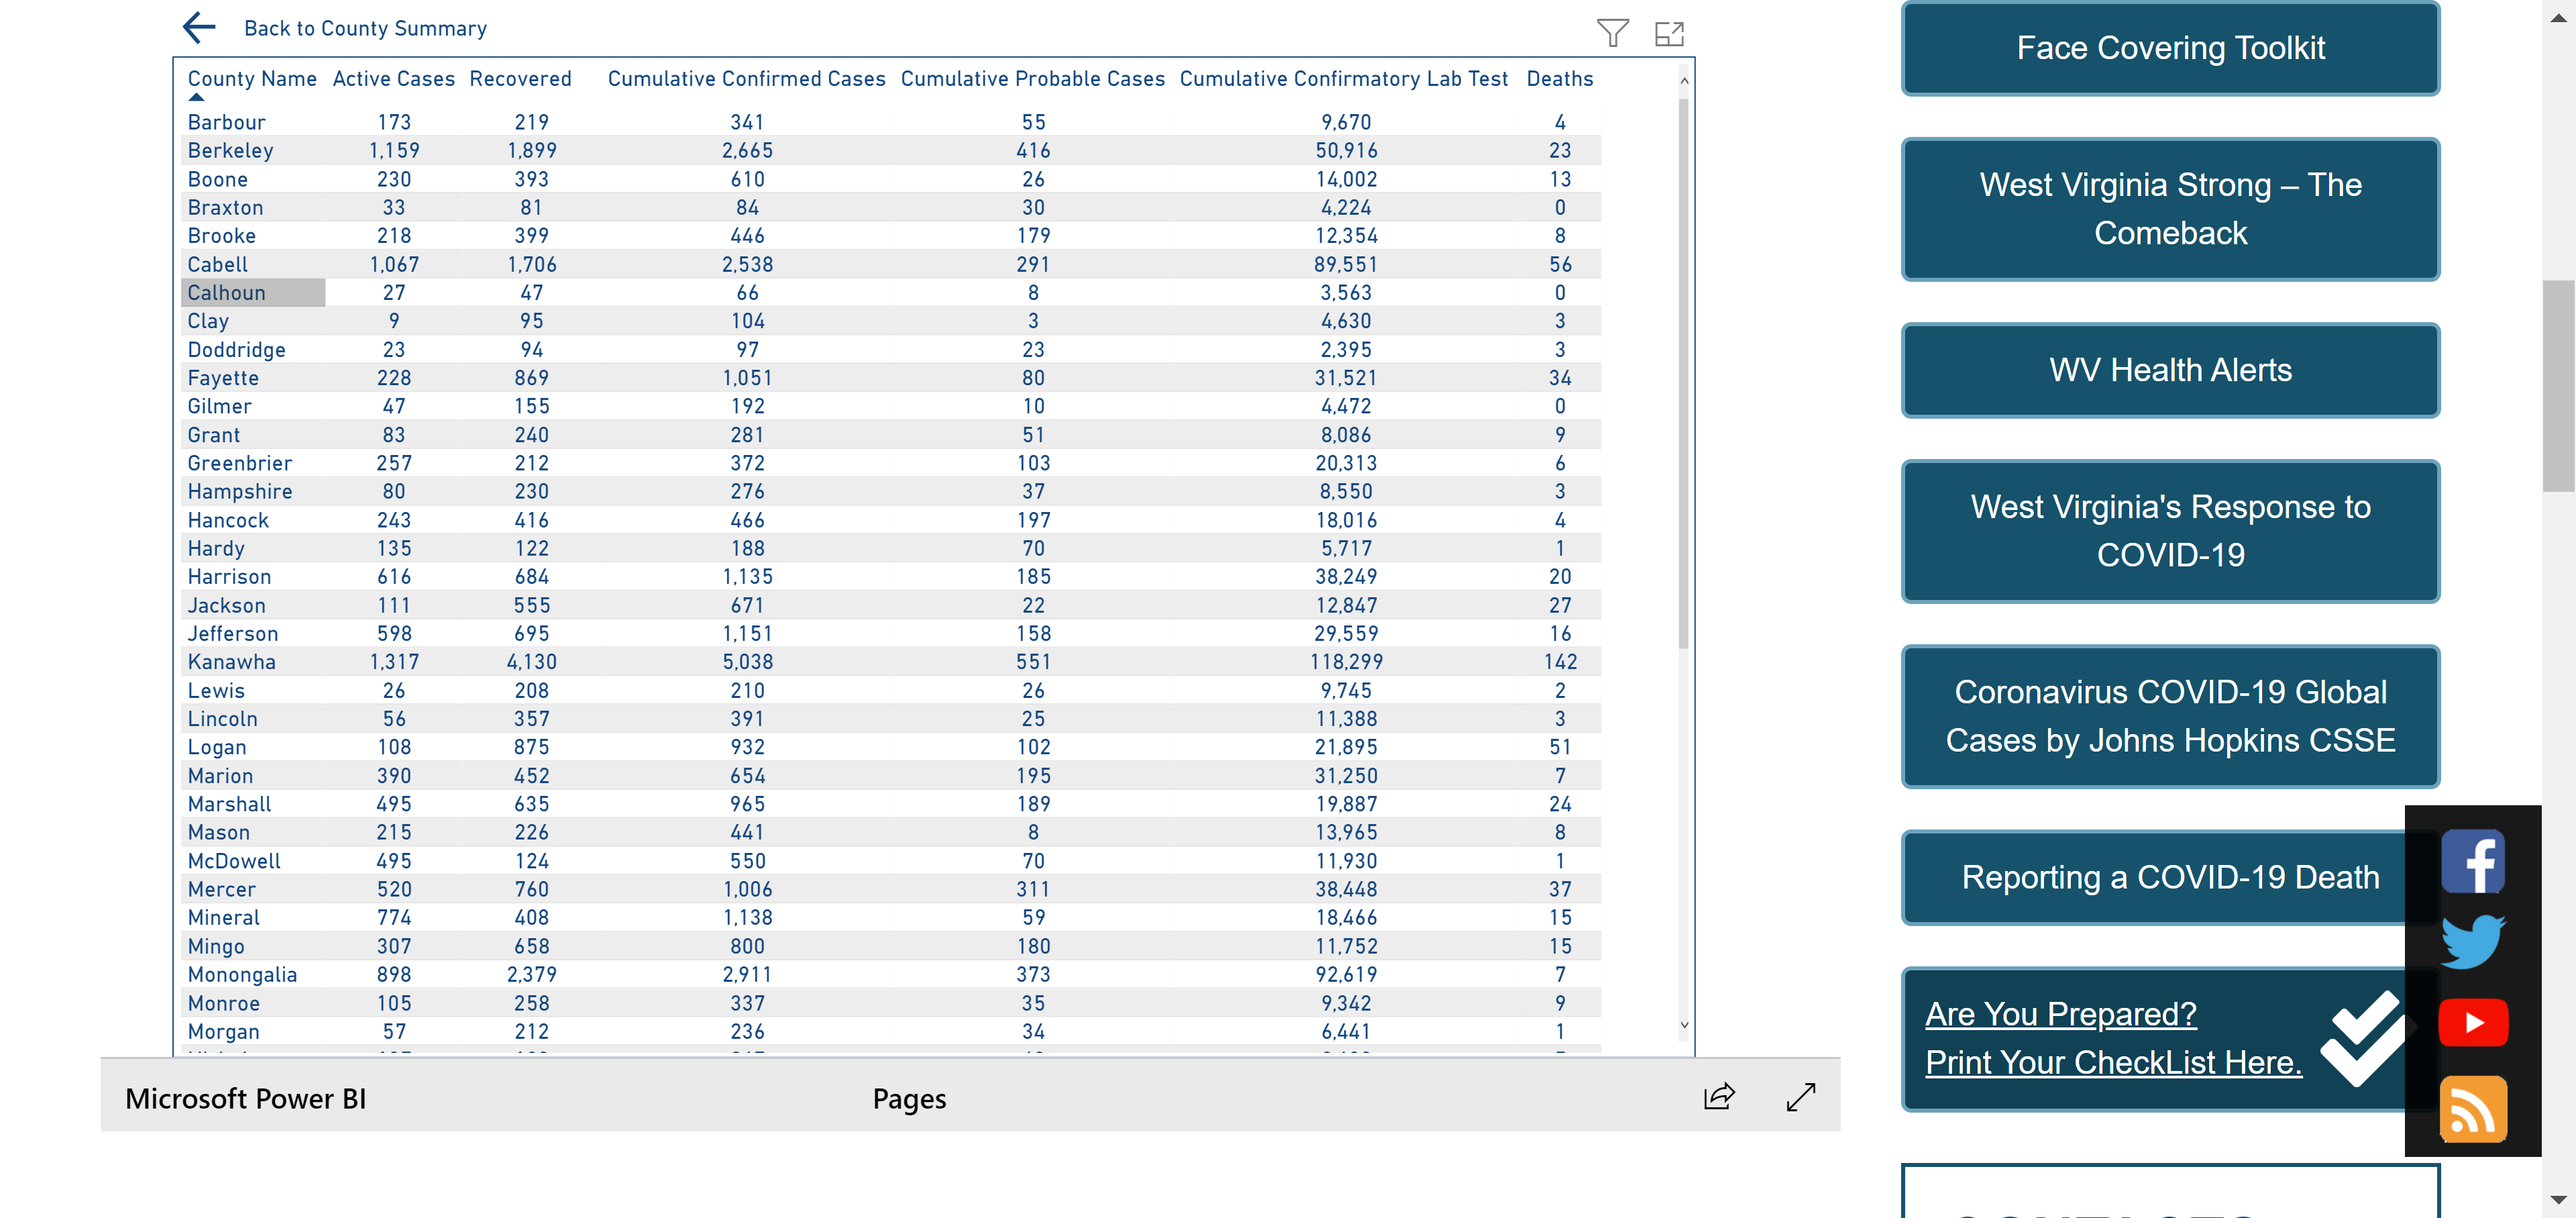 Back to County Summary
County Name Active Cases Recovered Cumulative Confirmed Cases Cumulative Probable Cases Cumulative Confirmatory Lab Test Deaths
Barbour 173 219 341 55 9,670 4
Berkeley 1,159 1,899 2,665 416 50,916 23
Boone 230 393 610 26 14,002 13
Braxton 33 81 84 30 4,224 0
Brooke 218 399 446 179 12,354 8
Cabell 1,067 1,706 2,538 291 89,551 56
Calhoun 27 47 66 8 3,563 0
Clay 9 95 104 3 4,630 3
Doddridge 23 94 97 23 2,395 3
Fayette 228 869 1,051 80 31,521 34
Gilmer 47 155 192 10 4,472 0
Grant 83 240 281 51 8,086 9
Greenbrier 257 212 372 103 20,313 6
Hampshire 80 230 276 37 8,550 3
Hancock 243 416 466 197 18,016 4
Hardy 135 122 188 70 5,717 1
Harrison 616 684 1,135 185 38,249 20
Jackson 111 555 671 22 12,847 27
Jefferson 598 695 1,151 158 29,559 16
Kanawha 1,317 4,130 5,038 551 118,299 142
Lewis 26 208 210 26 9,745 2
Lincoln 56 357 391 25 11,388 3
Logan 108 875 932 102 21,895 51
Marion 390 452 654 195 31,250 7
Marshall 495 635 965 189 19,887 24
Mason 215 226 441 8 13,965 8
McDowell 495 124 550 70 11,930 1
Mercer 520 760 1,006 311 38,448 37
Mineral 774 408 1,138 59 18,466 15
Mingo 307 658 800 180 11,752 15
Monongalia 898 2,379 2,911 373 92,619 7
Monroe 105 258 337 35 9,342 9
Morgan 57 212 236 34 6,441 1
Microsoft Power BI
Pages
Face Covering Toolkit
West Virginia Strong – The
Comeback
WV Health Alerts
West Virginia's Response to
COVID-19
Coronavirus COVID-19 Global
Cases by Johns Hopkins CSSE
Reporting a COVID-19 Death
Are You Prepared?
Print Your CheckList Here.